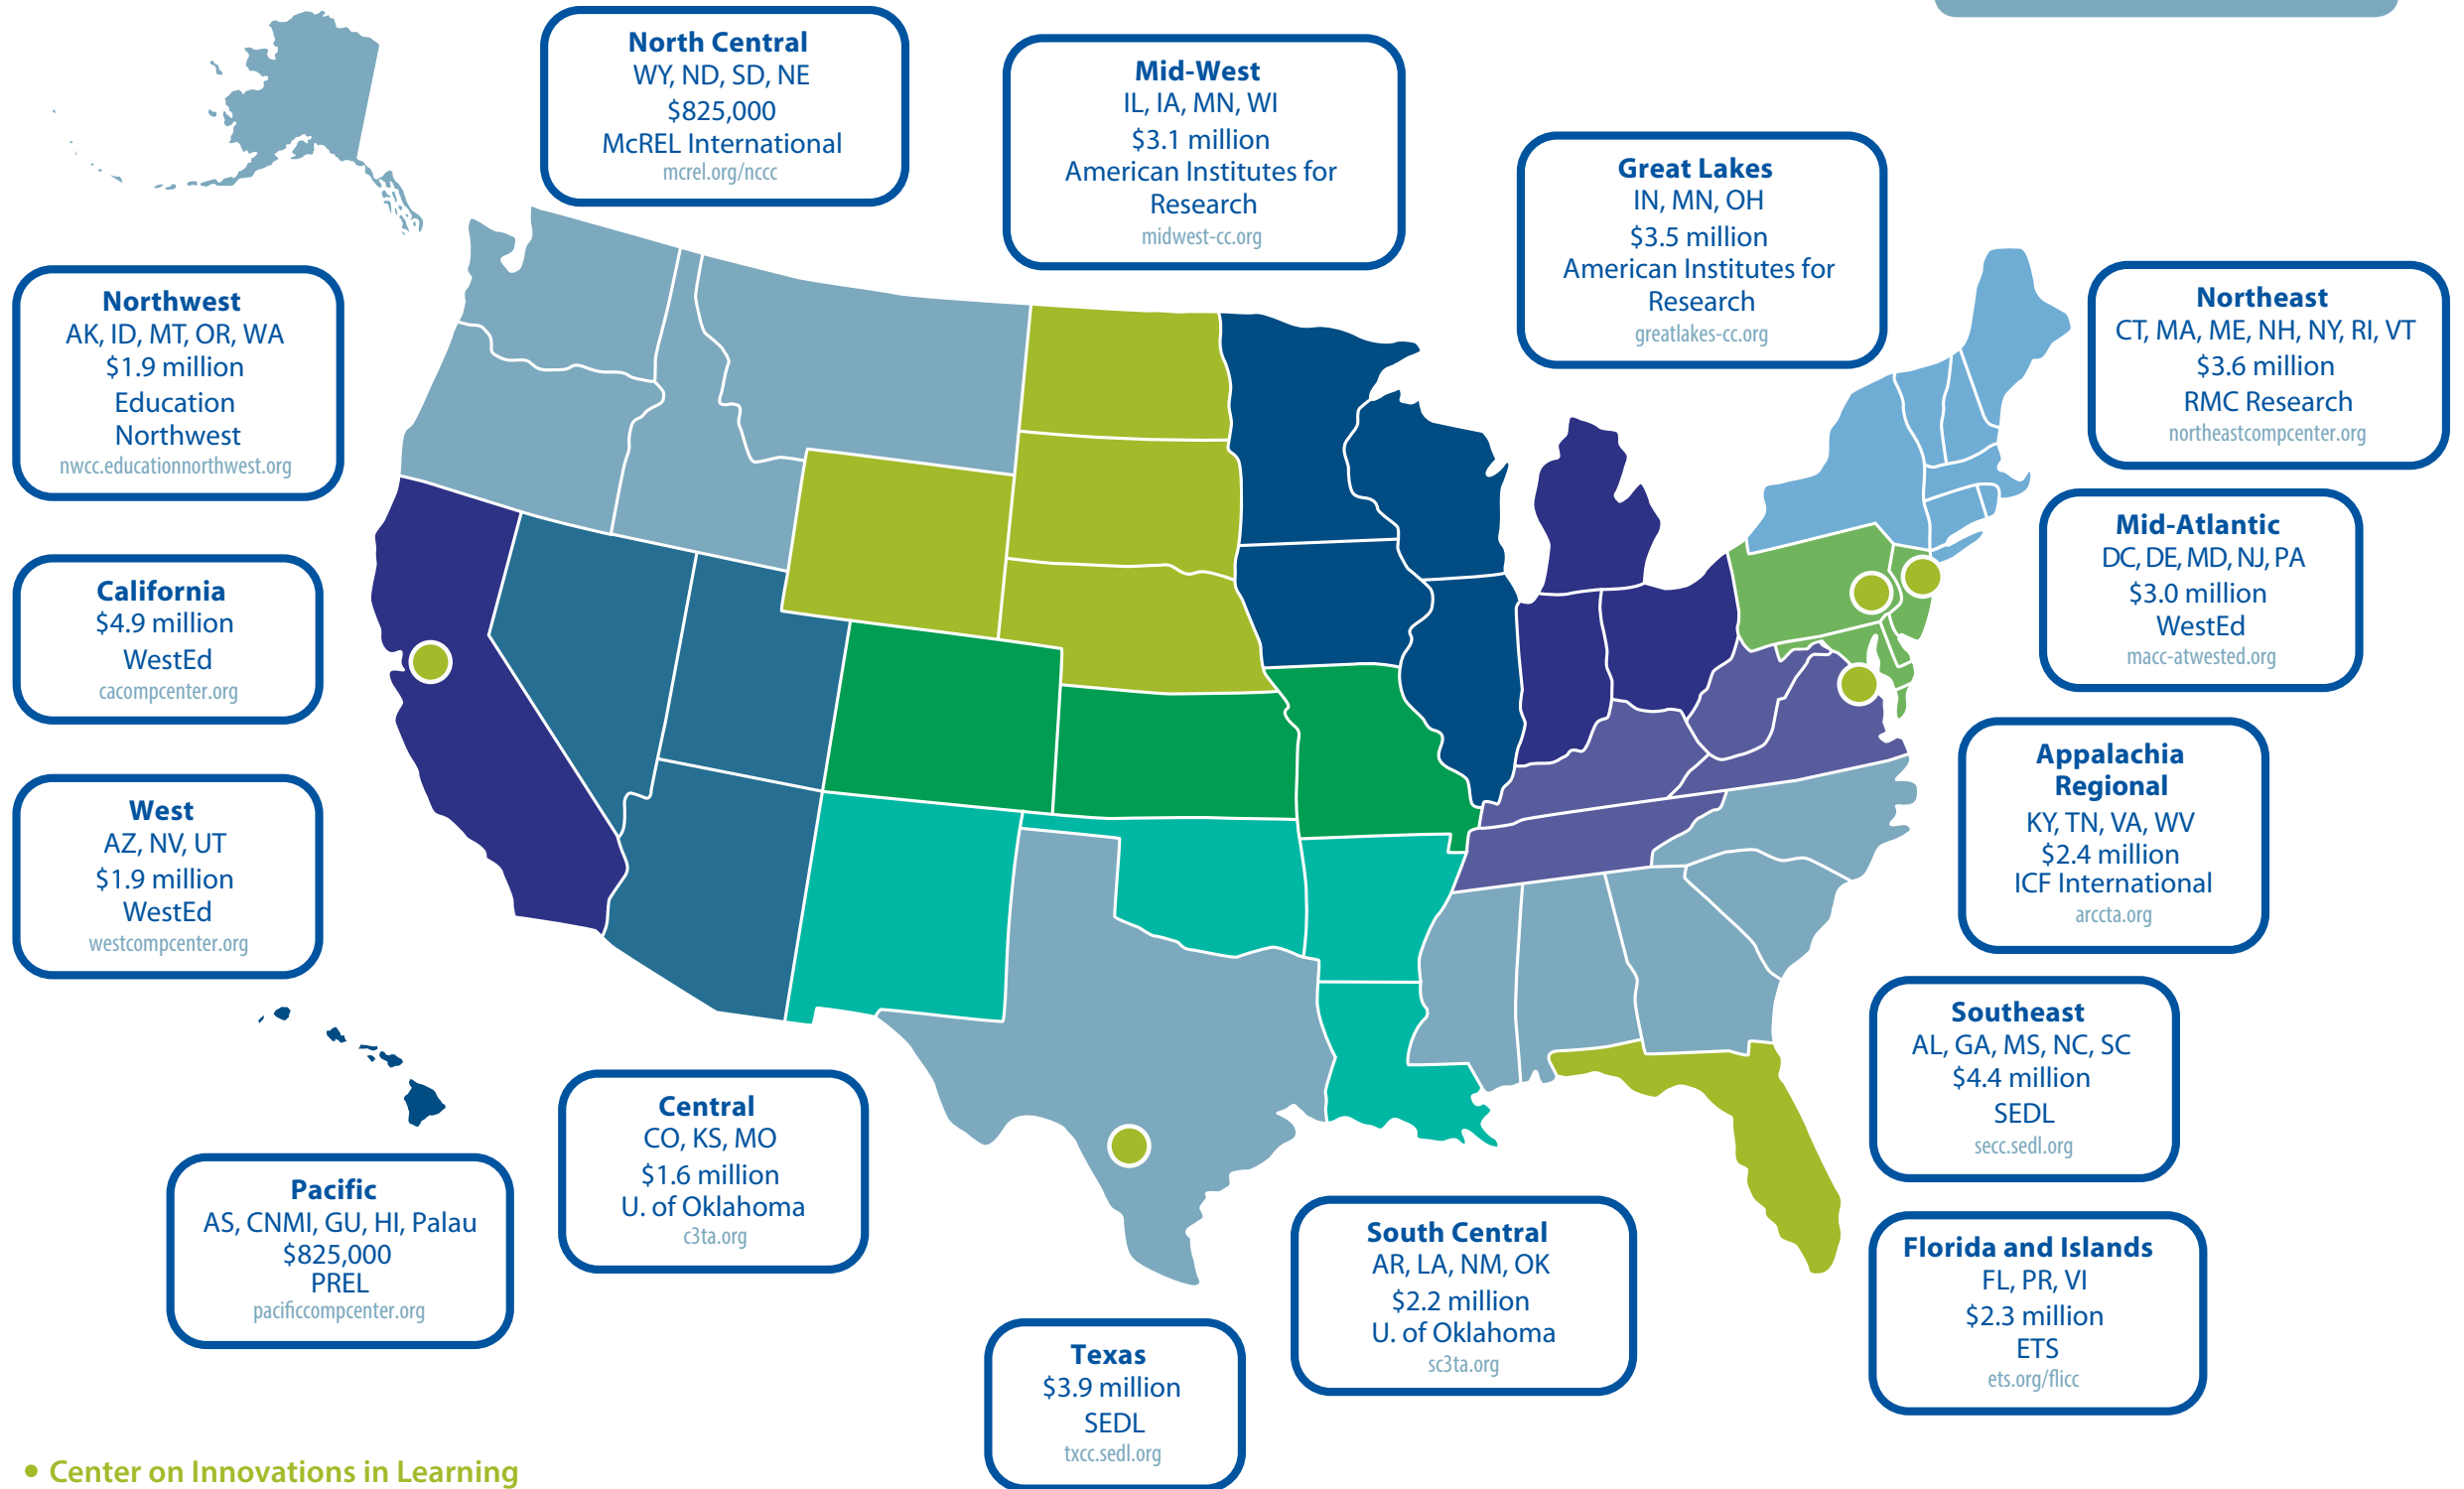 North Central
WY, ND, SD, NE
$825,000
McREL International
mcrel.org/nccc
Mid-West
IL, IA, MN, WI
$3.1 million
American Institutes for
Research
midwest-cc.org
Great Lakes
IN, MN, OH
$3.5 million
American Institutes for
Research
greatlakes-cc.org
Northwest
AK, ID, MT, OR, WA
$1.9 million
Education
Northwest
nwcc.educationnorthwest.org
Northeast
CT, MA, ME, NH, NY, RI, VT
$3.6 million
RMC Research
northeastcompcenter.org
Mid-Atlantic
DC, DE, MD, NJ, PA
$3.0 million
WestEd
macc-atwested.org
California
$4.9 million
WestEd
cacompcenter.org
Appalachia
Regional
KY, TN, VA, WV
$2.4 million
ICF International
arccta.org
West
AZ, NV, UT
$1.9 million
WestEd
westcompcenter.org
Southeast
AL, GA, MS, NC, SC
$4.4 million
SEDL
secc.sedl.org
Central
CO, KS, MO
$1.6 million
U. of Oklahoma
c3ta.org
Pacific
AS, CNMI, GU, HI, Palau
$825,000
PREL
pacificcompcenter.org
South Central
AR, LA, NM, OK
$2.2 million
U. of Oklahoma
sc3ta.org
Florida and Islands
FL, PR, VI
$2.3 million
ETS
ets.org/flicc
Texas
$3.9 million
SEDL
txcc.sedl.org
• Center on Innovations in Learning